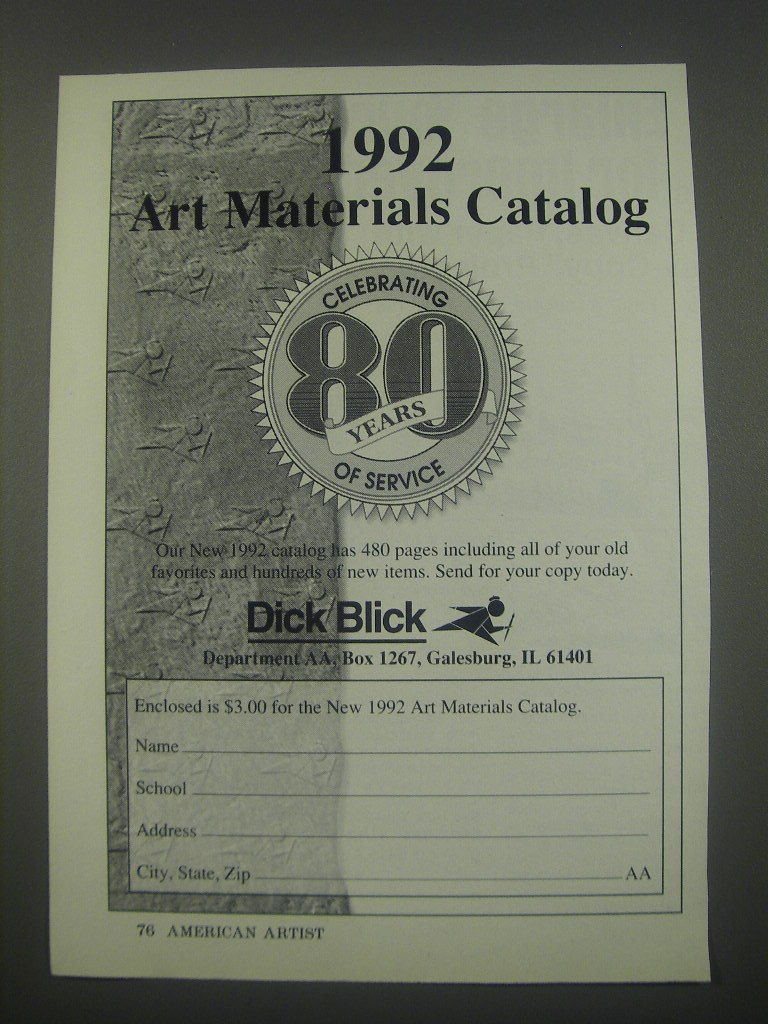 1992
Art Materials Catalog
CELEBRATING
80
YEARS
OF SERVICE
Our New 1992 catalog has 480 pages including all of your old
favorites and hundreds of new items. Send for your copy today.
Dick Blick
Department AA, Box 1267, Galesburg, IL 61401
Enclosed is $3.00 for the New 1992 Art Materials Catalog.
Name
School
Address
City, State, Zip AA
76 AMERICAN ARTIST